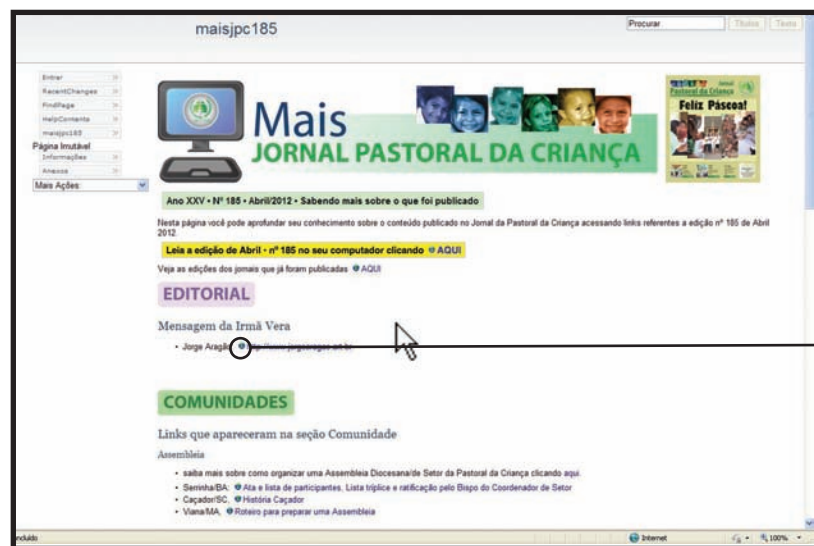 maisjpc185
Procurar
Títulos
Texto
Entrar
RecentChanges
FindPage
HelpContents
maisjpc185
Página Imutável
Informações
Anexos
Mais Ações:
Mais
JORNAL PASTORAL DA CRIANÇA
Jornal
Pastoral da Criança
Feliz Páscoa!
Ano XXV • Nº 185 • Abril/2012 • Sabendo mais sobre o que foi publicado
Nesta página você pode aprofundar seu conhecimento sobre o conteúdo publicado no Jornal da Pastoral da Criança acessando links referentes a edição nº 185 de Abril
2012.
Leia a edição de Abril - nº 185 no seu computador clicando AQUI
Veja as edições dos jornais que já foram publicadas AQUI
EDITORIAL
Mensagem da Irmã Vera
• Jorge Aragão
COMUNIDADES
Links que apareceram na seção Comunidade
Assembleia
• saiba mais sobre como organizar uma Assembleia Diocesana/de Setor da Pastoral da Criança clicando aqui.
• Serrinha/BA: Ata e lista de participantes, Lista tríplice e ratificação pelo Bispo do Coordenador de Setor
• Caçador/SC, História Caçador
• Viana/MA, Roteiro para preparar uma Assembleia
ncluído
Internet
100%